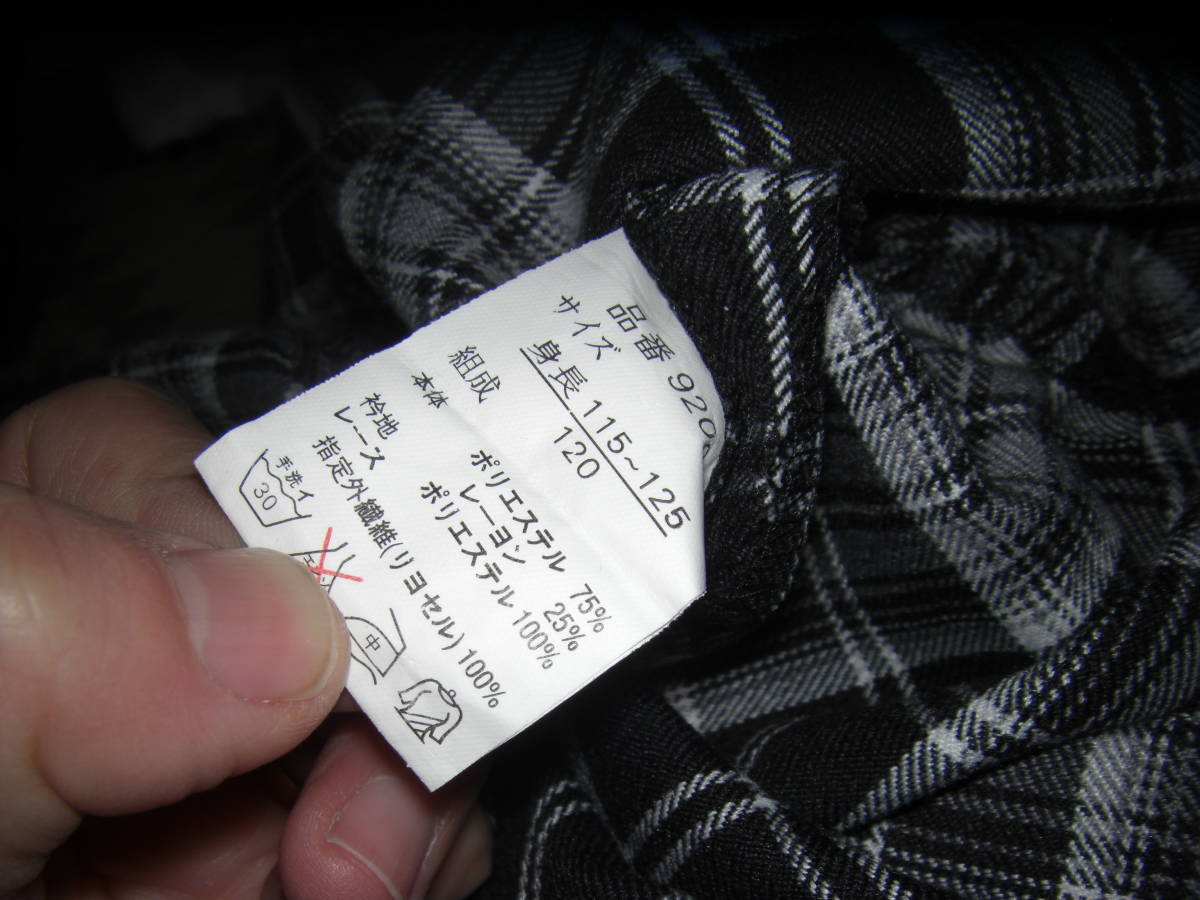 品番 920
サイズ 120
身長 115~125
組成
本体 ポリエステル 75%
レーヨン 25%
衿地 ポリエステル 100%
レース
指定外繊維(リヨセル) 100%
手洗イ
30
中